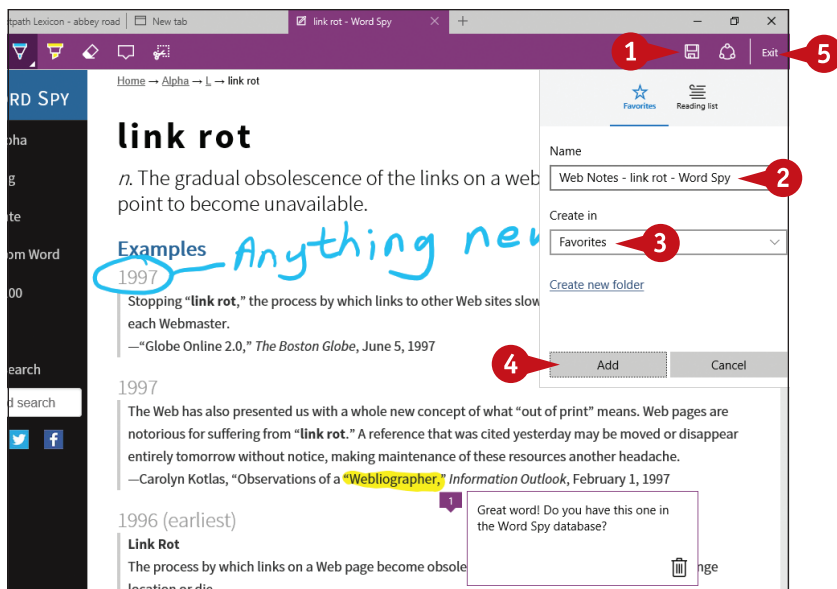 tpath Lexicon - abbey road
New tab
link rot - Word Spy
1
Exit
5
Home → Alpha → L → link rot
RD SPY
Favorites
Reading list
link rot
pha
Name
n. The gradual obsolescence of the links on a web
Web Notes - link rot - Word Spy
2
g
point to become unavailable.
te
Create in
Examples
Anything new
Favorites
3
om Word
1997
Create new folder
00
Stopping “link rot,” the process by which links to other Web sites slow
each Webmaster.
—“Globe Online 2.0,” The Boston Globe, June 5, 1997
4
Add
Cancel
earch
1997
d search
The Web has also presented us with a whole new concept of what “out of print” means. Web pages are
notorious for suffering from “link rot.” A reference that was cited yesterday may be moved or disappear
entirely tomorrow without notice, making maintenance of these resources another headache.
—Carolyn Kotlas, “Observations of a “Webliographer,” Information Outlook, February 1, 1997
1
Great word! Do you have this one in
the Word Spy database?
1996 (earliest)
Link Rot
The process by which links on a Web page become obsole
nge
location or die.